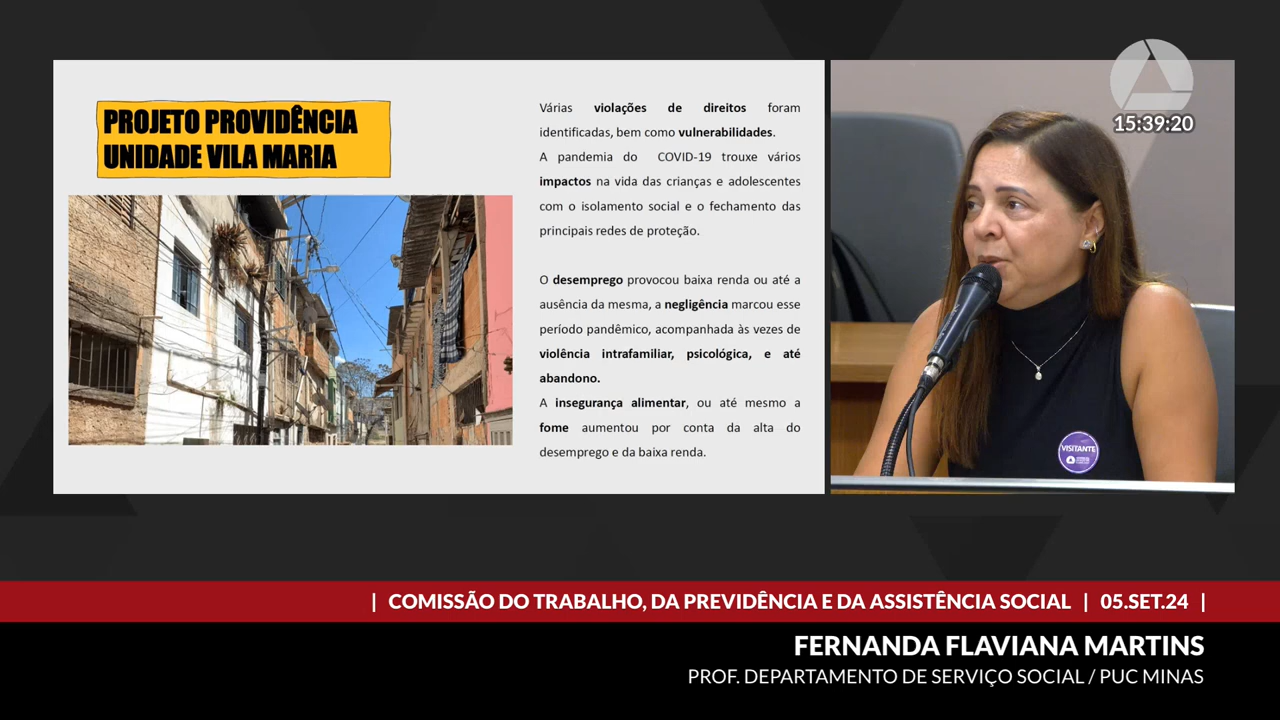 PROJETO PROVIDÊNCIA
UNIDADE VILA MARIA
Várias violações de direitos foram
identificadas, bem como vulnerabilidades.
A pandemia do COVID-19 trouxe vários
impactos na vida das crianças e adolescentes
com o isolamento social e o fechamento das
principais redes de proteção.
O desemprego provocou baixa renda ou até a
ausência da mesma, a negligência marcou esse
período pandêmico, acompanhada às vezes de
violência intrafamiliar, psicológica, e até
abandono.
A insegurança alimentar, ou até mesmo a
fome aumentou por conta da alta do
desemprego e da baixa renda.
15:39:20
VISITANTE
| COMISSÃO DO TRABALHO, DA PREVIDÊNCIA E DA ASSISTÊNCIA SOCIAL | 05.SET.24 |
FERNANDA FLAVIANA MARTINS
PROF. DEPARTAMENTO DE SERVIÇO SOCIAL / PUC MINAS